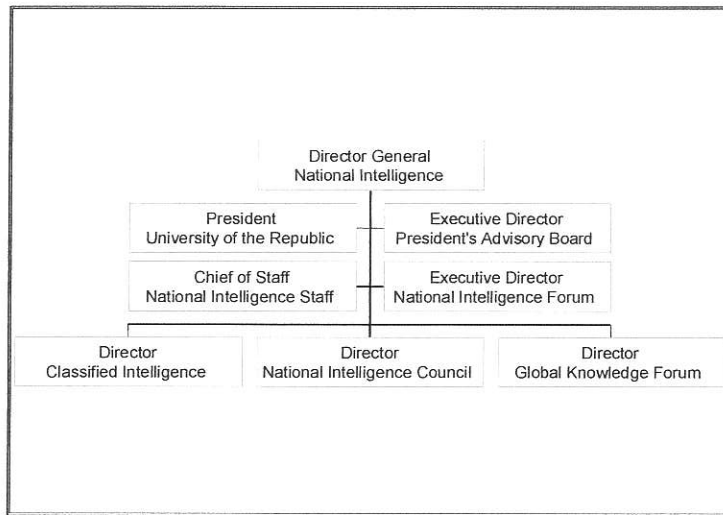 Director General
National Intelligence
President
University of the Republic
Executive Director
President's Advisory Board
Chief of Staff
National Intelligence Staff
Executive Director
National Intelligence Forum
Director
Classified Intelligence
Director
National Intelligence Council
Director
Global Knowledge Forum